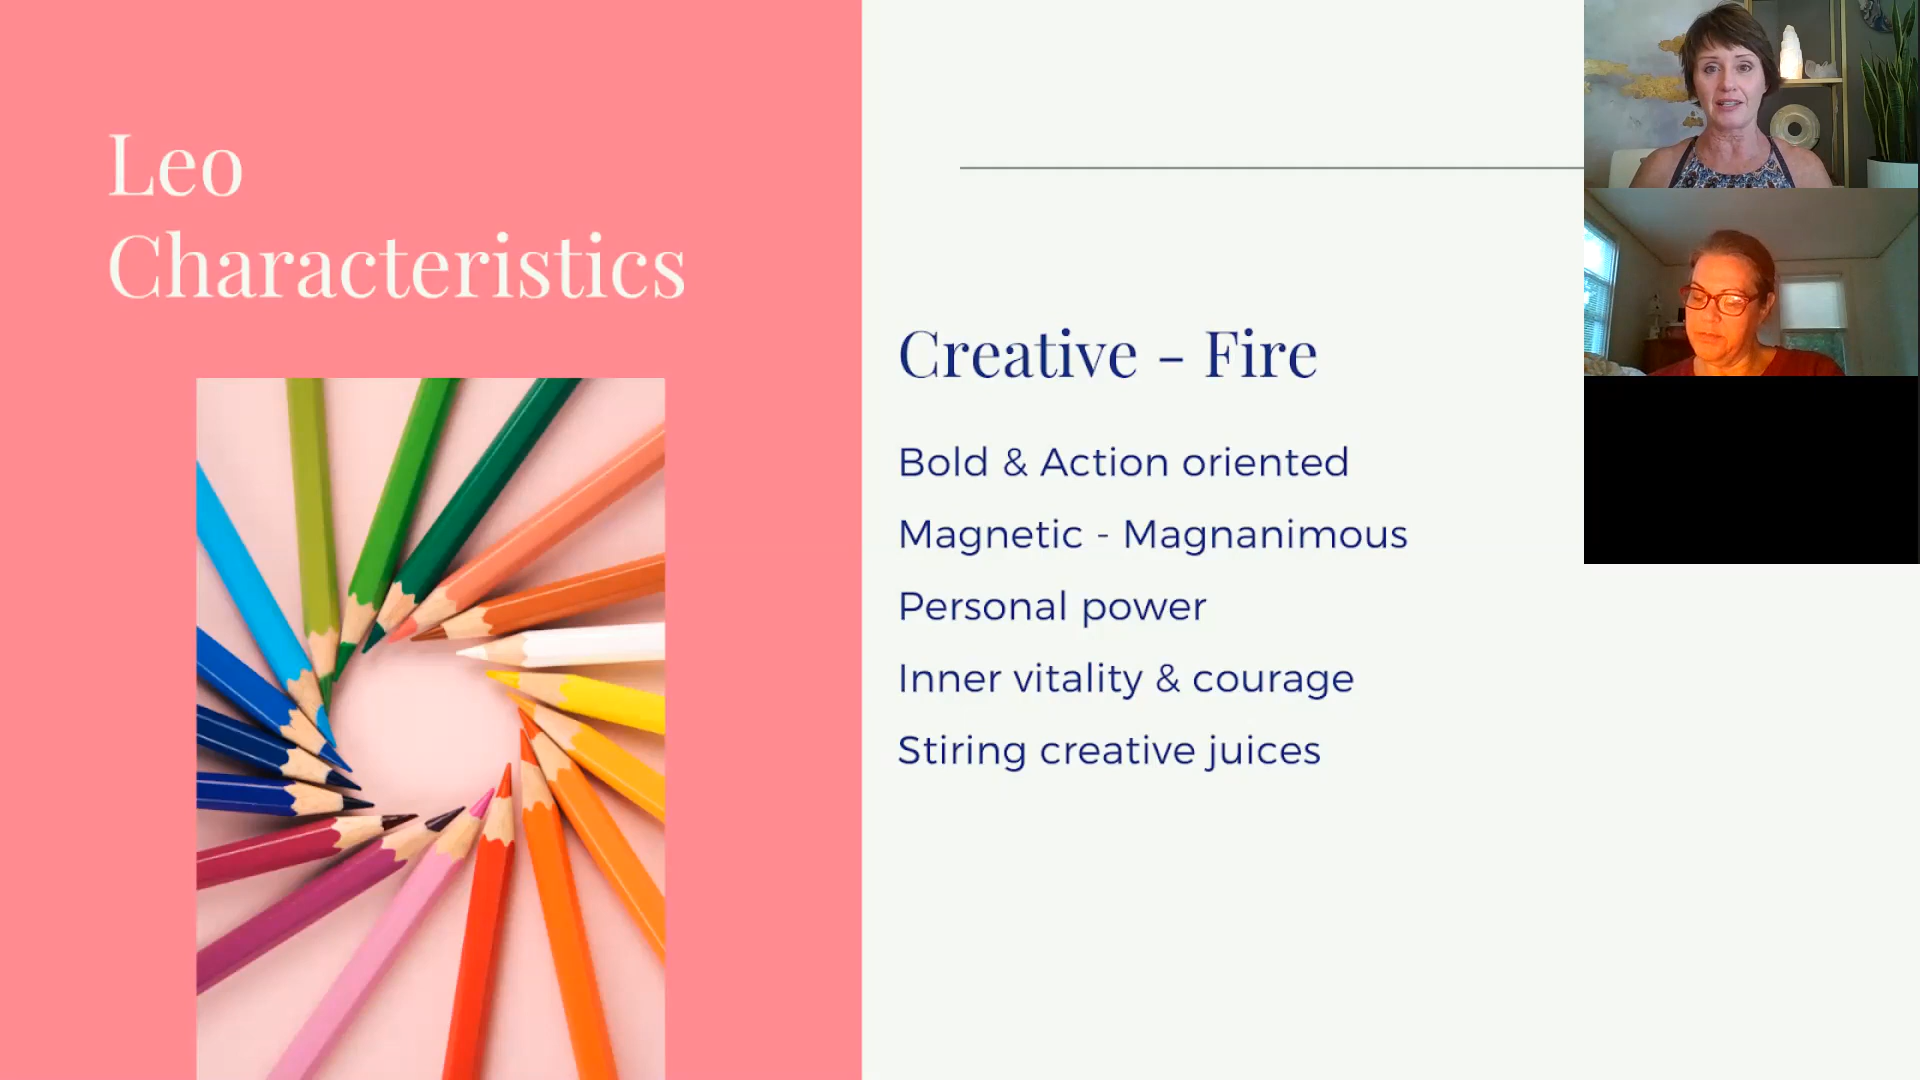 Leo
Characteristics
Creative - Fire
Bold & Action oriented
Magnetic - Magnanimous
Personal power
Inner vitality & courage
Stiring creative juices